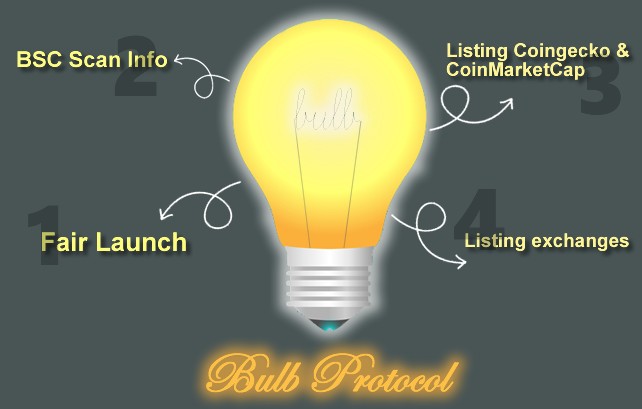 2
BSC Scan Info
Listing Coingecko &
CoinMarketCap
3
bulb
1
Fair Launch
4
Listing exchanges
Bulb Protocol